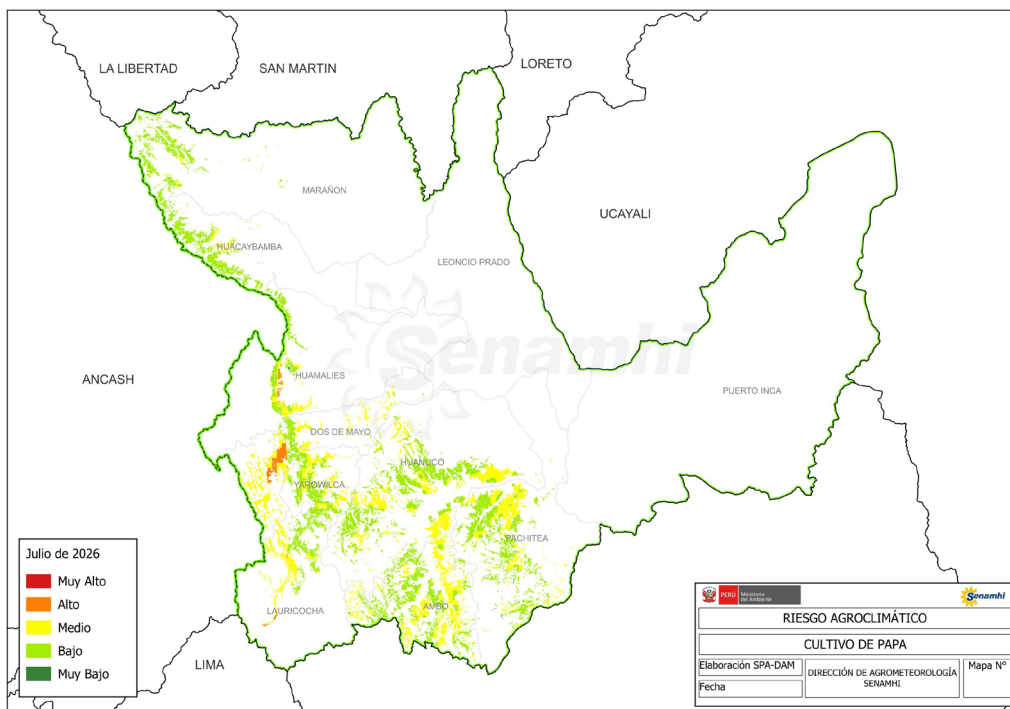 LA LIBERTAD
SAN MARTIN
LORETO
MARAÑON
UCAYALI
HUACAYBAMBA
LEONCIO PRADO
Senamhi
ANCASH
HUAMALIES
PUERTO INCA
DOS DE MAYO
HUANUCO
YAROWILCA
PACHITEA
LAURICOCHA
AMBO
LIMA
Julio de 2026
Muy Alto
Alto
Medio
Bajo
Muy Bajo
PERÚ
Ministerio
del Ambiente
Senamhi
RIESGO AGROCLIMÁTICO
CULTIVO DE PAPA
Elaboración SPA-DAM
Fecha
DIRECCIÓN DE AGROMETEOROLOGÍA
SENAMHI
Mapa N°